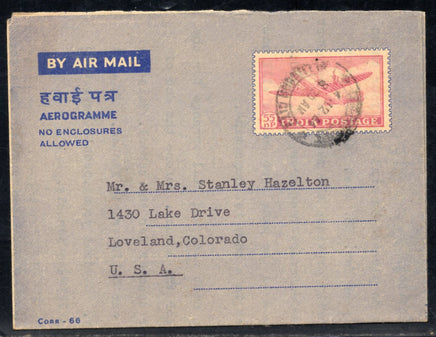 BY AIR MAIL
हवाई पत्र
AEROGRAMME
NO ENCLOSURES
ALLOWED
INDIA POSTAGE
Mr. & Mrs. Stanley Hazelton
1430 Lake Drive
Loveland,Colorado
U. S. A.
CORR - 66